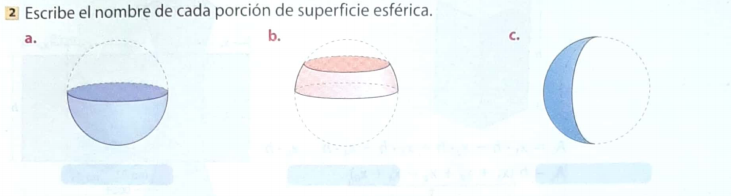 2 Escribe el nombre de cada porción de superficie esférica.
a. b. c.